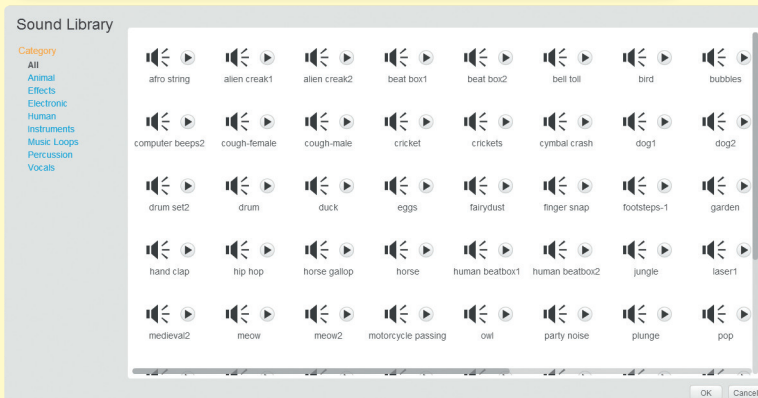 Sound Library
Category
All
Animal
Effects
Electronic
Human
Instruments
Music Loops
Percussion
Vocals
afro string alien creak1 alien creak2 beat box1 beat box2 bell toll bird bubbles
computer beeps2 cough-female cough-male cricket crickets cymbal crash dog1 dog2
drum set2 drum duck eggs fairydust finger snap footsteps-1 garden
hand clap hip hop horse gallop horse human beatbox1 human beatbox2 jungle laser1
medieval2 meow meow2 motorcycle passing owl party noise plunge pop
OK Cancel